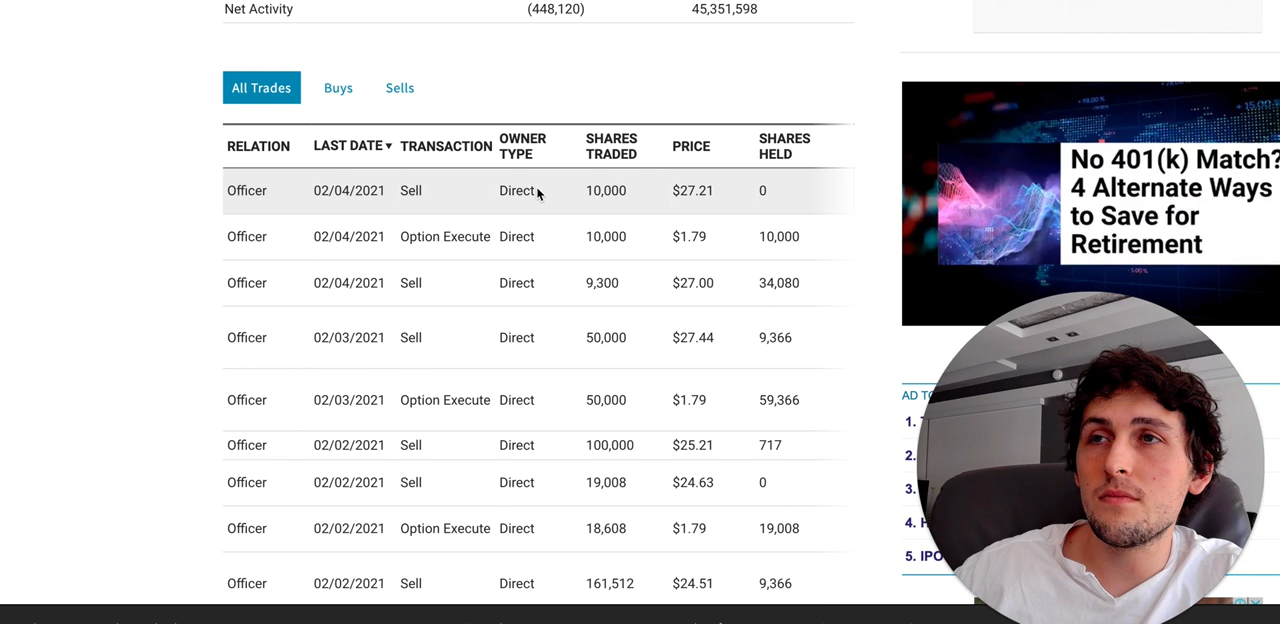 Net Activity (448,120) 45,351,598
All Trades Buys Sells
RELATION LAST DATE TRANSACTION OWNER TYPE SHARES TRADED PRICE SHARES HELD
Officer 02/04/2021 Sell Direct 10,000 $27.21 0
Officer 02/04/2021 Option Execute Direct 10,000 $1.79 10,000
Officer 02/04/2021 Sell Direct 9,300 $27.00 34,080
Officer 02/03/2021 Sell Direct 50,000 $27.44 9,366
Officer 02/03/2021 Option Execute Direct 50,000 $1.79 59,366
Officer 02/02/2021 Sell Direct 100,000 $25.21 717
Officer 02/02/2021 Sell Direct 19,008 $24.63 0
Officer 02/02/2021 Option Execute Direct 18,608 $1.79 19,008
Officer 02/02/2021 Sell Direct 161,512 $24.51 9,366
No 401(k) Match?
4 Alternate Ways
to Save for
Retirement
AD
1.
2.
3.
4.
5. IPO